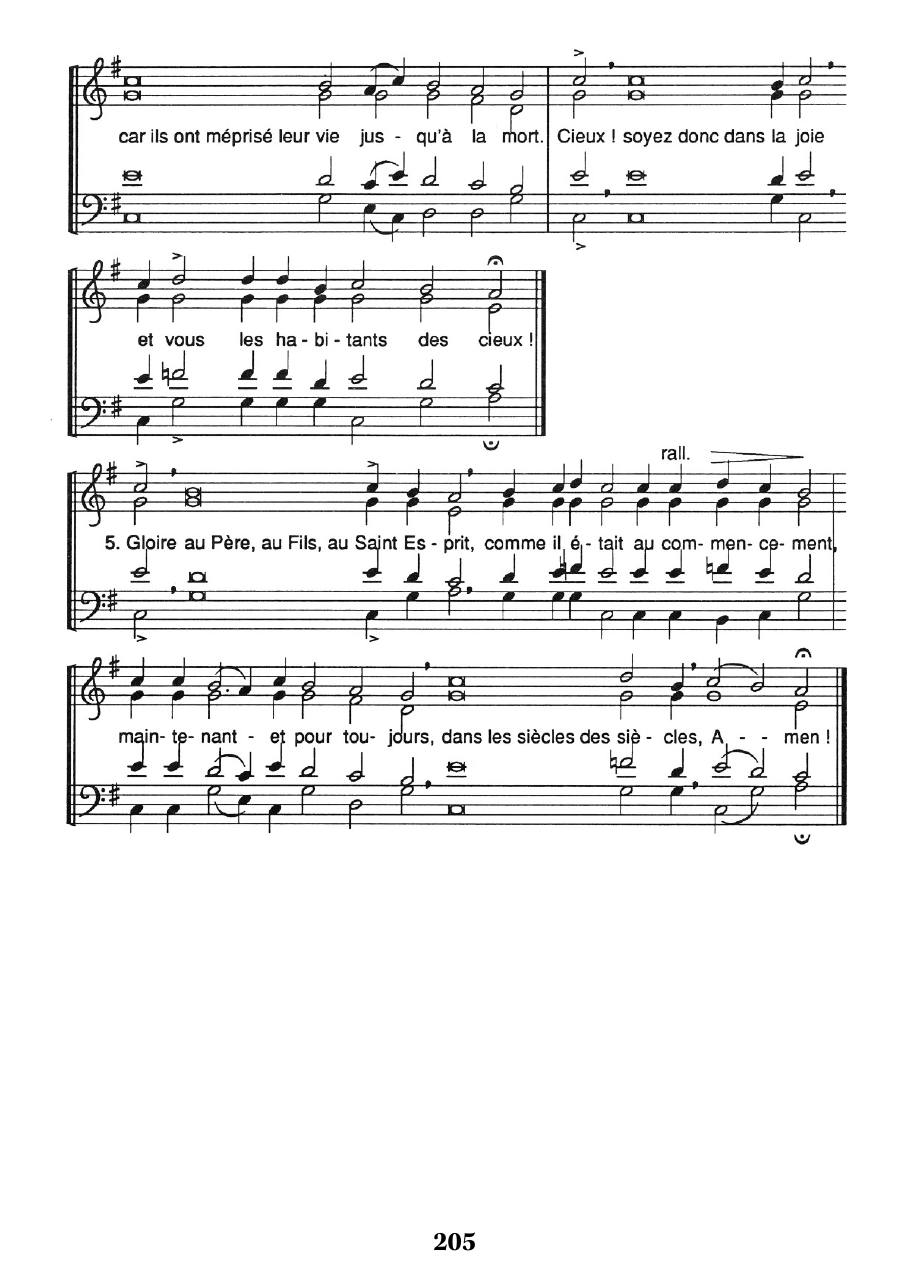 car ils ont méprisé leur vie jus - qu'à la mort. Cieux ! soyez donc dans la joie
et vous les ha - bi - tants des cieux !
rall.
5. Gloire au Père, au Fils, au Saint Es - prit, comme il é - tait au com- men- ce- ment,
main- te- nant - et pour tou- jours, dans les siècles des siè - cles, A - - men !
205